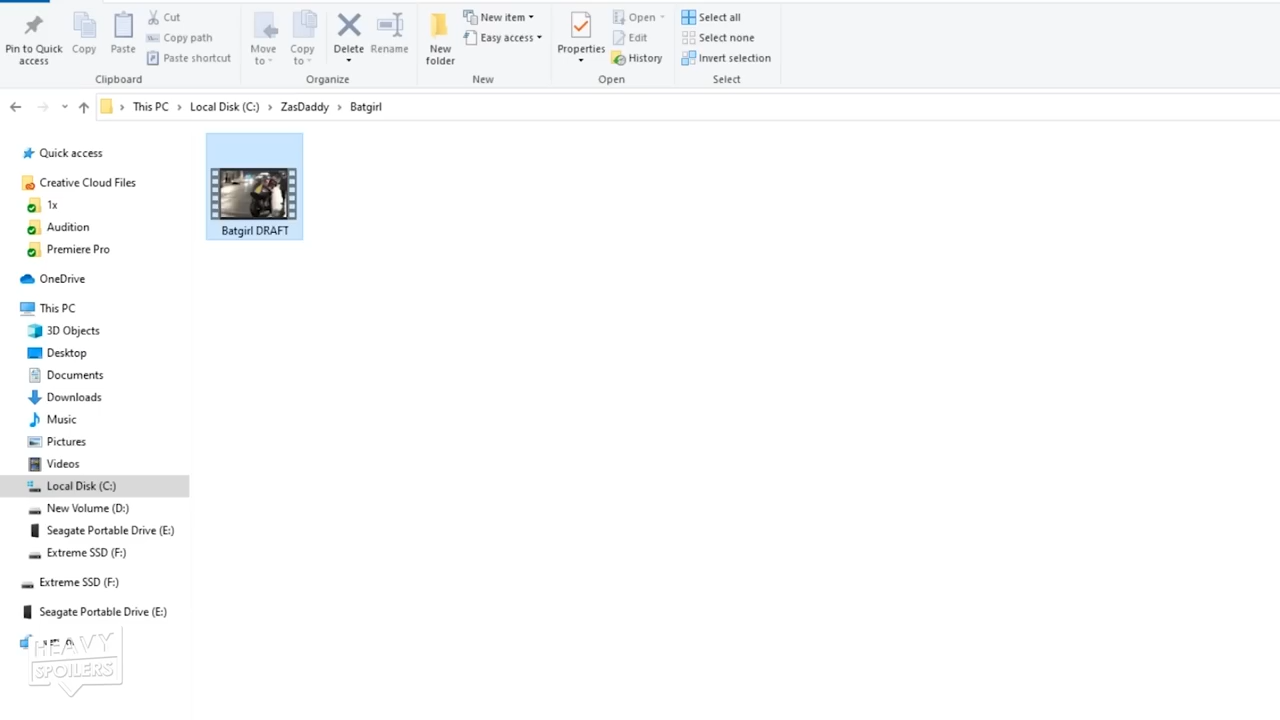 Pin to Quick access
Copy
Paste
Cut
Copy path
Paste shortcut
Clipboard
Move to
Copy to
Delete
Rename
Organize
New folder
New item
Easy access
New
Properties
Open
Edit
History
Open
Select all
Select none
Invert selection
Select
This PC > Local Disk (C:) > ZasDaddy > Batgirl
Quick access
Creative Cloud Files
1x
Audition
Premiere Pro
OneDrive
This PC
3D Objects
Desktop
Documents
Downloads
Music
Pictures
Videos
Local Disk (C:)
New Volume (D:)
Seagate Portable Drive (E:)
Extreme SSD (F:)
Extreme SSD (F:)
Seagate Portable Drive (E:)
Batgirl DRAFT
HEAVY
SPOILERS